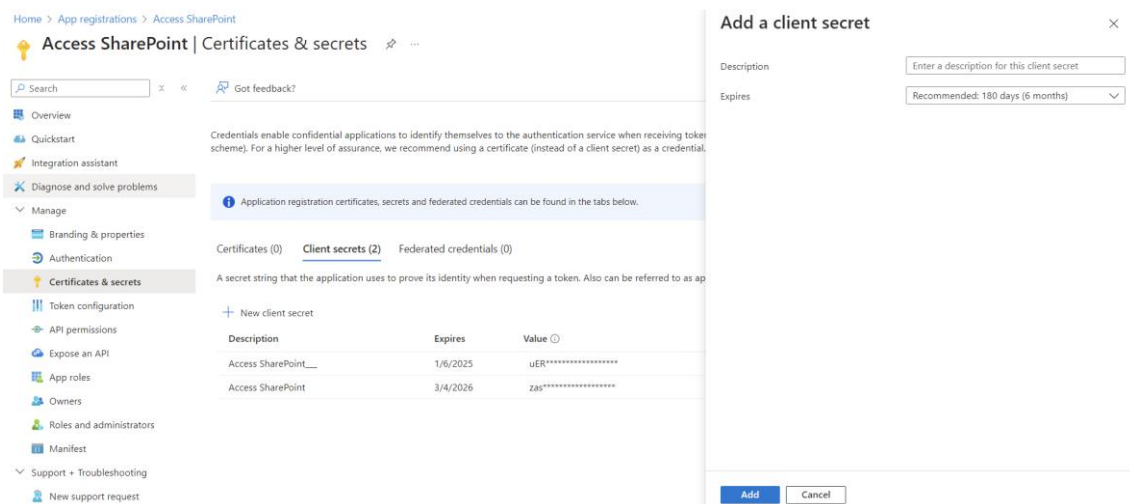 Home > App registrations > Access SharePoint
Access SharePoint | Certificates & secrets
Search
Overview
Quickstart
Integration assistant
Diagnose and solve problems
Manage
Branding & properties
Authentication
Certificates & secrets
Token configuration
API permissions
Expose an API
App roles
Owners
Roles and administrators
Manifest
Support + Troubleshooting
New support request
Got feedback?
Credentials enable confidential applications to identify themselves to the authentication service when receiving toke
scheme). For a higher level of assurance, we recommend using a certificate (instead of a client secret) as a credential.
Application registration certificates, secrets and federated credentials can be found in the tabs below.
Certificates (0) Client secrets (2) Federated credentials (0)
A secret string that the application uses to prove its identity when requesting a token. Also can be referred to as ap
New client secret
Description Expires Value
Access SharePoint__ 1/6/2025 uER******************
Access SharePoint 3/4/2026 zas******************
Add a client secret
Description Enter a description for this client secret
Expires Recommended: 180 days (6 months)
Add Cancel